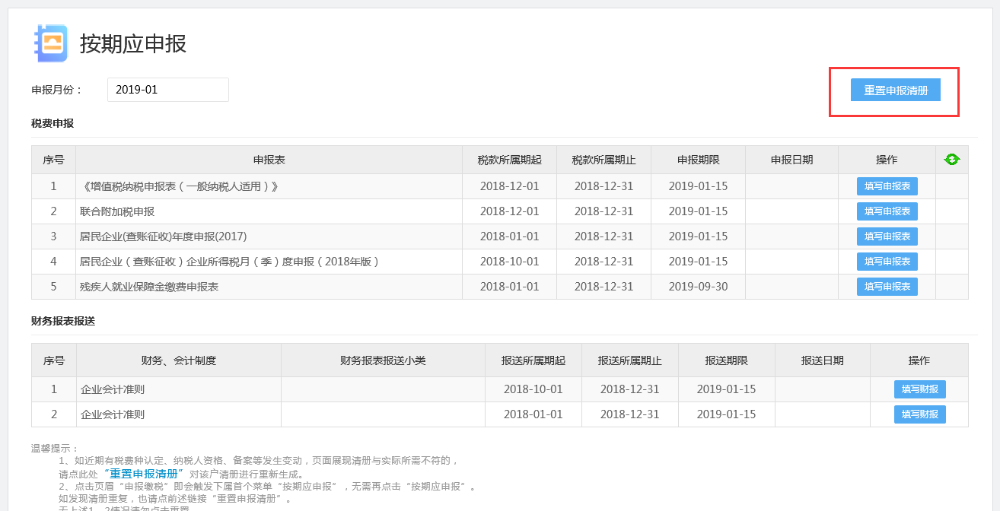 按期应申报
申报月份：
2019-01
重置申报清册
税费申报
序号 申报表 税款所属期起 税款所属期止 申报期限 申报日期 操作
1 《增值税纳税申报表（一般纳税人适用）》 2018-12-01 2018-12-31 2019-01-15 填写申报表
2 联合附加税申报 2018-12-01 2018-12-31 2019-01-15 填写申报表
3 居民企业(查账征收)年度申报(2017) 2018-01-01 2018-12-31 2019-01-15 填写申报表
4 居民企业（查账征收）企业所得税月（季）度申报（2018年版） 2018-10-01 2018-12-31 2019-01-15 填写申报表
5 残疾人就业保障金缴费申报表 2018-01-01 2018-12-31 2019-09-30 填写申报表
财务报表报送
序号 财务、会计制度 财务报表报送小类 报送所属期起 报送所属期止 报送期限 报送日期 操作
1 企业会计准则 2018-10-01 2018-12-31 2019-01-15 填写财报
2 企业会计准则 2018-01-01 2018-12-31 2019-01-15 填写财报
温馨提示：
1、如近期有税费种认定、纳税人资格、备案等发生变动，页面展现清册与实际所需不符的，
请点此处“重置申报清册”对该户清册进行重新生成。
2、点击页眉“申报缴税”即会触发下属首个菜单“按期应申报”，无需再点击“按期应申报”。
如发现清册重复，也请点前述链接“重置申报清册”。
无上述1、2情况请勿点击重置